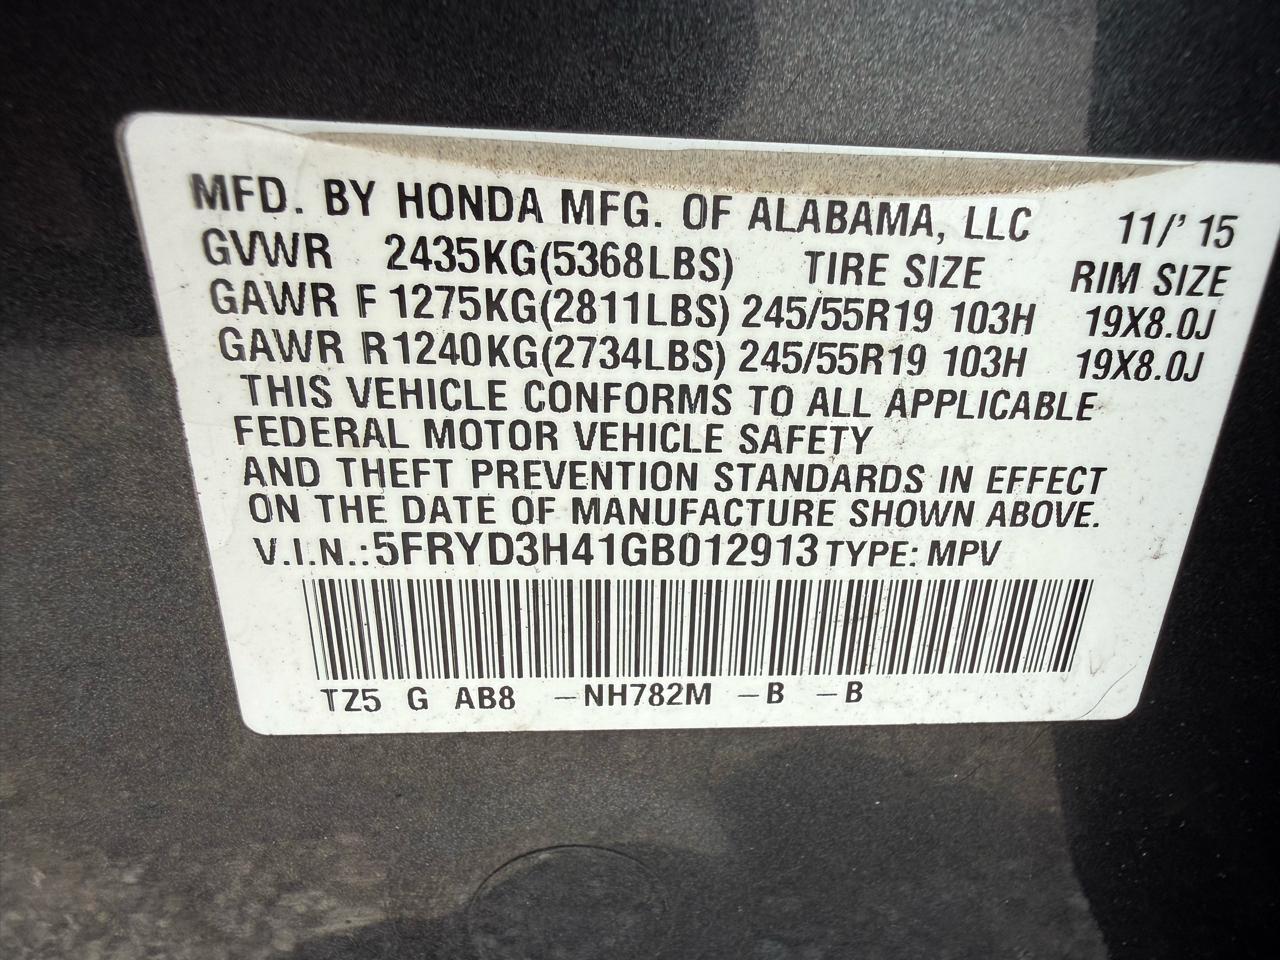 MFD. BY HONDA MFG. OF ALABAMA, LLC 11/' 15
GVWR 2435KG(5368LBS) TIRE SIZE RIM SIZE
GAWR F 1275KG(2811LBS) 245/55R19 103H 19X8.0J
GAWR R 1240KG(2734LBS) 245/55R19 103H 19X8.0J
THIS VEHICLE CONFORMS TO ALL APPLICABLE
FEDERAL MOTOR VEHICLE SAFETY
AND THEFT PREVENTION STANDARDS IN EFFECT
ON THE DATE OF MANUFACTURE SHOWN ABOVE.
V.I.N.:5FRYD3H41GB012913 TYPE: MPV
TZ5 G AB8 -NH782M -B -B